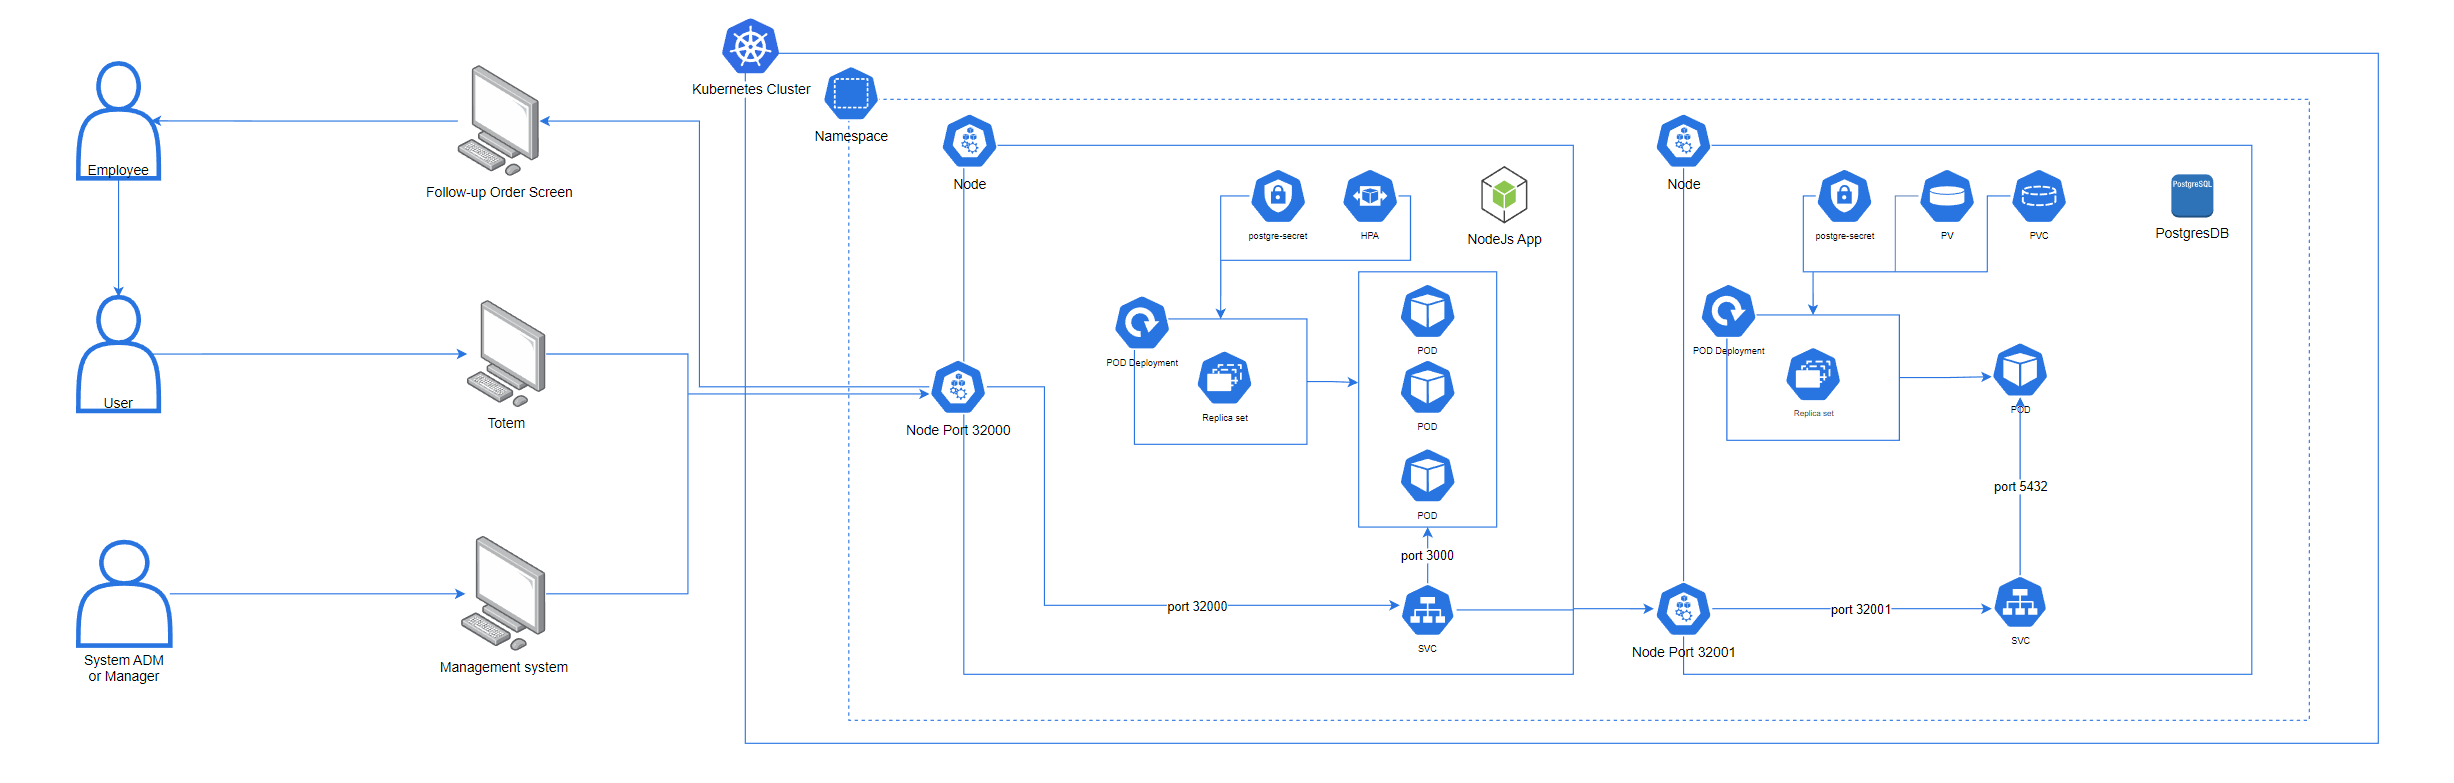 Kubernetes Cluster
Namespace
Employee
Follow-up Order Screen
User
Totem
System ADM
or Manager
Management system
Node
postgre-secret
HPA
NodeJs App
POD Deployment
Replica set
POD
POD
POD
Node Port 32000
port 3000
port 32000
SVC
Node
postgre-secret
PV
PVC
PostgreSQL
PostgresDB
POD Deployment
Replica set
POD
port 5432
Node Port 32001
port 32001
SVC